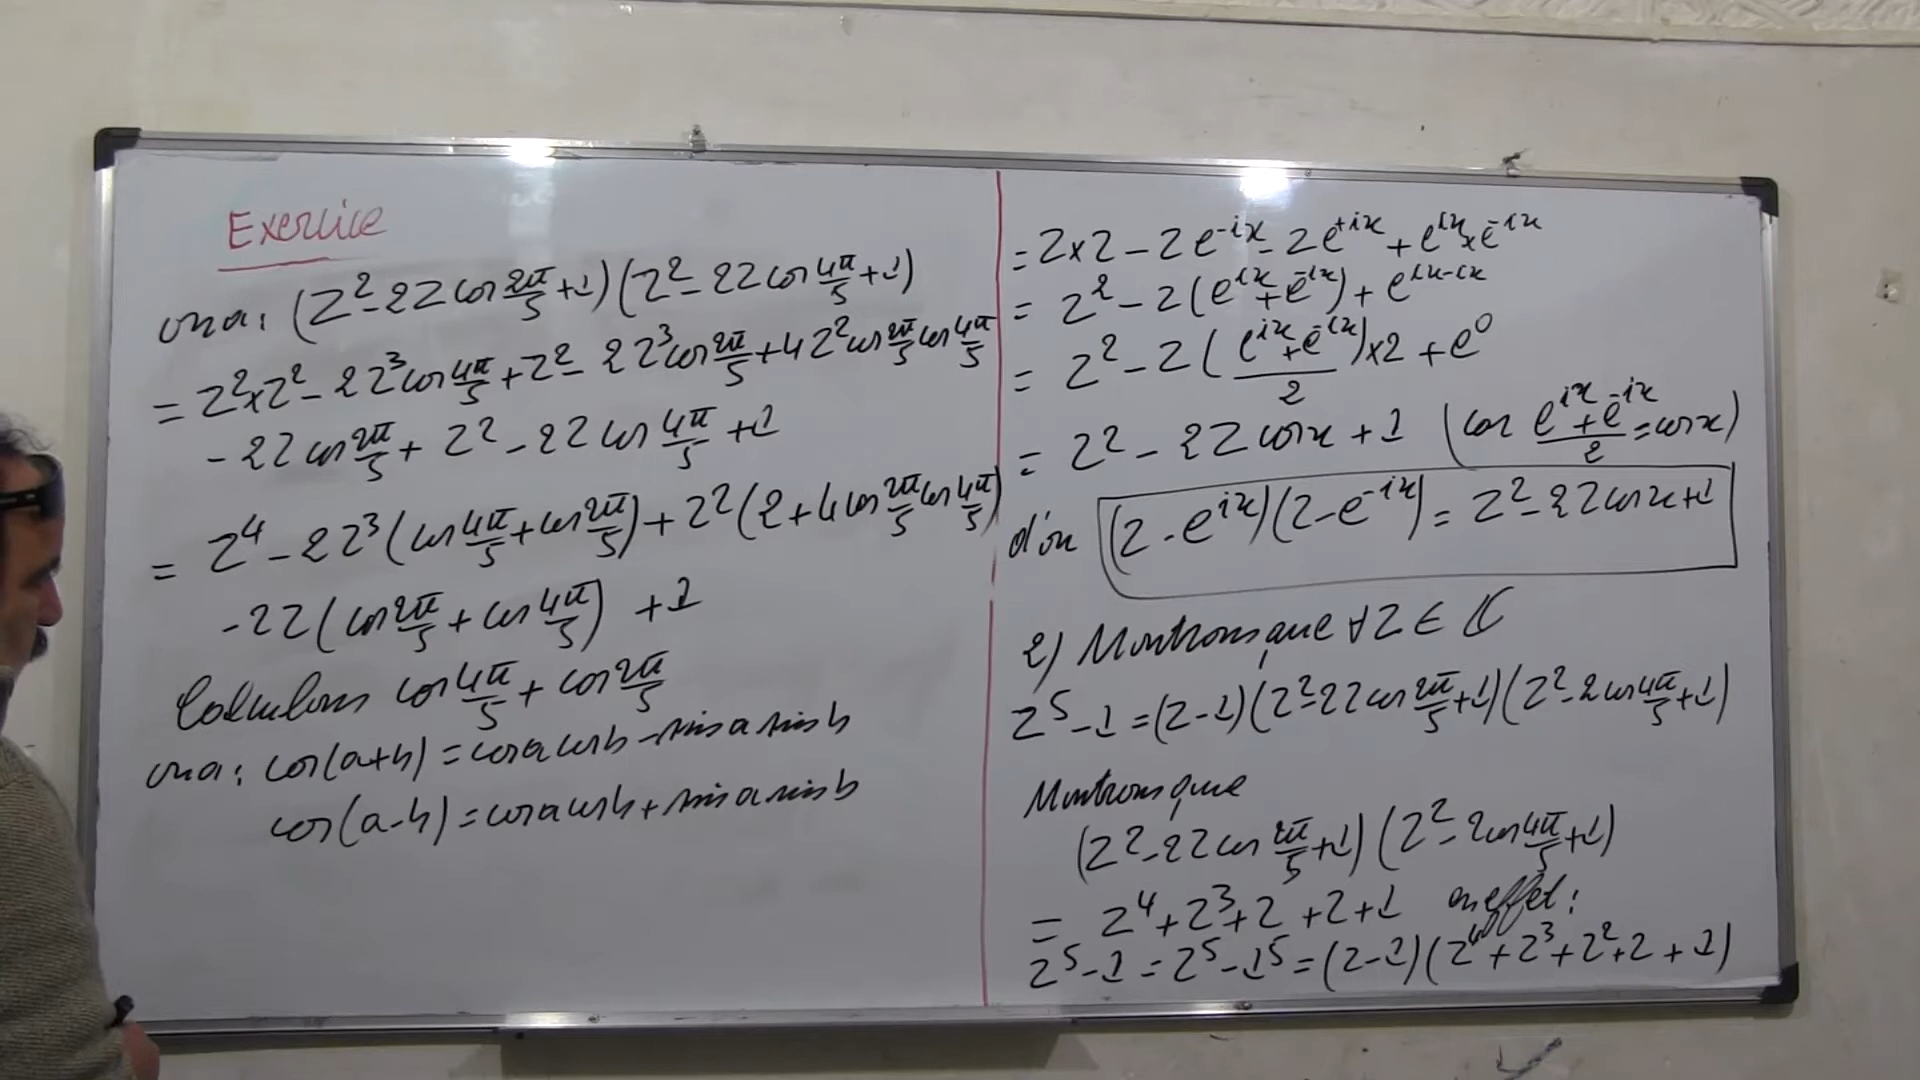 Exercice
on a : (Z² - 2Z cos 2π/5 + 1)(Z² - 2Z cos 4π/5 + 1)
= Z² × Z² - 2Z³ cos 4π/5 + Z² - 2Z³ cos 2π/5 + 4Z² cos 2π/5 cos 4π/5
- 2Z cos 2π/5 + Z² - 2Z cos 4π/5 + 1
= Z⁴ - 2Z³ (cos 4π/5 + cos 2π/5) + Z² (2 + 4 cos 2π/5 cos 4π/5)
- 2Z (cos 2π/5 + cos 4π/5) + 1
Calculons cos 4π/5 + cos 2π/5
on a : cos(a+b) = cos a cos b - sin a sin b
cos(a-b) = cos a cos b + sin a sin b
= Z × Z - Z e^-ix - Z e^+ix + e^ix × e^-ix
= Z² - Z (e^ix + e^-ix) + e^ix-ix
= Z² - Z ((e^ix + e^-ix)/2) × 2 + e⁰
= Z² - 2Z cos x + 1 (car (e^ix + e^-ix)/2 = cos x)
d'où (Z - e^ix)(Z - e^-ix) = Z² - 2Z cos x + 1
2) Montrons que ∀ Z ∈ ℂ
Z⁵ - 1 = (Z - 1)(Z² - 2Z cos 2π/5 + 1)(Z² - 2 cos 4π/5 + 1)
Montrons que
(Z² - 2Z cos 2π/5 + 1)(Z² - 2 cos 4π/5 + 1)
= Z⁴ + Z³ + Z + Z + 1 en effet :
Z⁵ - 1 = Z⁵ - 1⁵ = (Z - 1)(Z⁴ + Z³ + Z² + Z + 1)